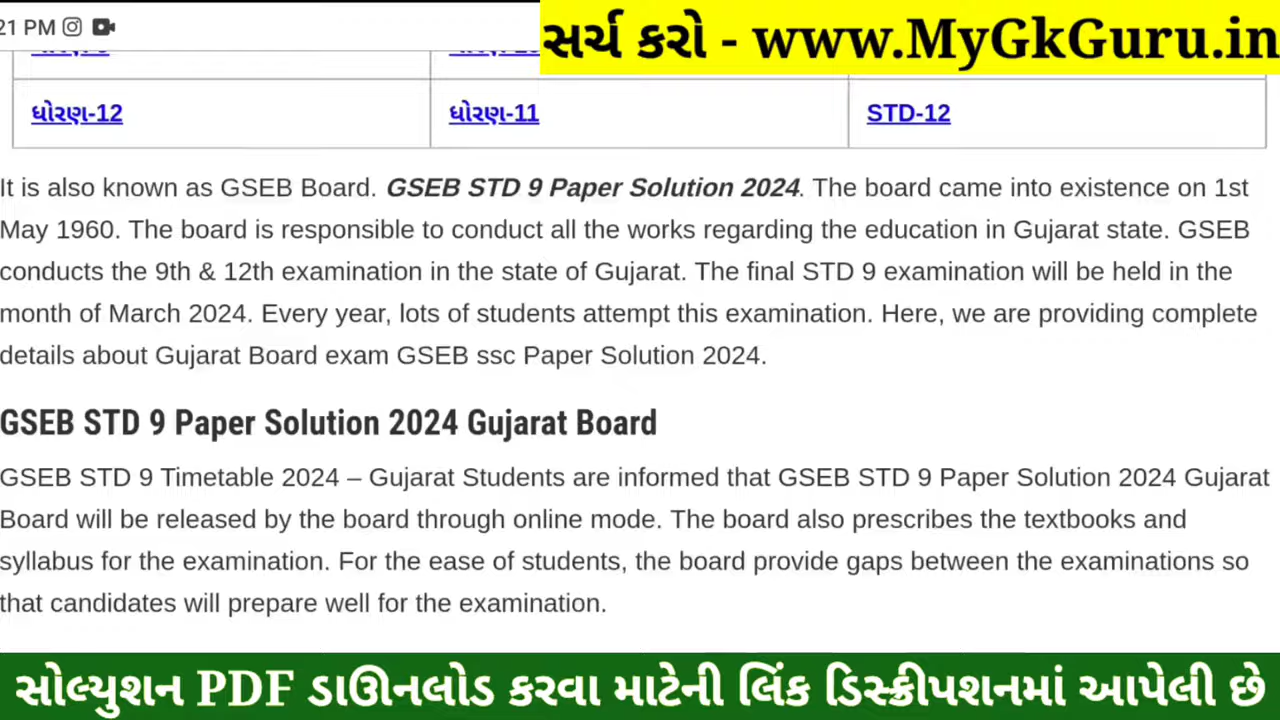 21 PM
સર્ચ કરો - www.MyGkGuru.in
ધોરણ-12 ધોરણ-11 STD-12
It is also known as GSEB Board. GSEB STD 9 Paper Solution 2024. The board came into existence on 1st
May 1960. The board is responsible to conduct all the works regarding the education in Gujarat state. GSEB
conducts the 9th & 12th examination in the state of Gujarat. The final STD 9 examination will be held in the
month of March 2024. Every year, lots of students attempt this examination. Here, we are providing complete
details about Gujarat Board exam GSEB ssc Paper Solution 2024.
GSEB STD 9 Paper Solution 2024 Gujarat Board
GSEB STD 9 Timetable 2024 – Gujarat Students are informed that GSEB STD 9 Paper Solution 2024 Gujarat
Board will be released by the board through online mode. The board also prescribes the textbooks and
syllabus for the examination. For the ease of students, the board provide gaps between the examinations so
that candidates will prepare well for the examination.
સોલ્યુશન PDF ડાઊનલોડ કરવા માટેની લિંક ડિસ્ક્રીપશનમાં આપેલી છે